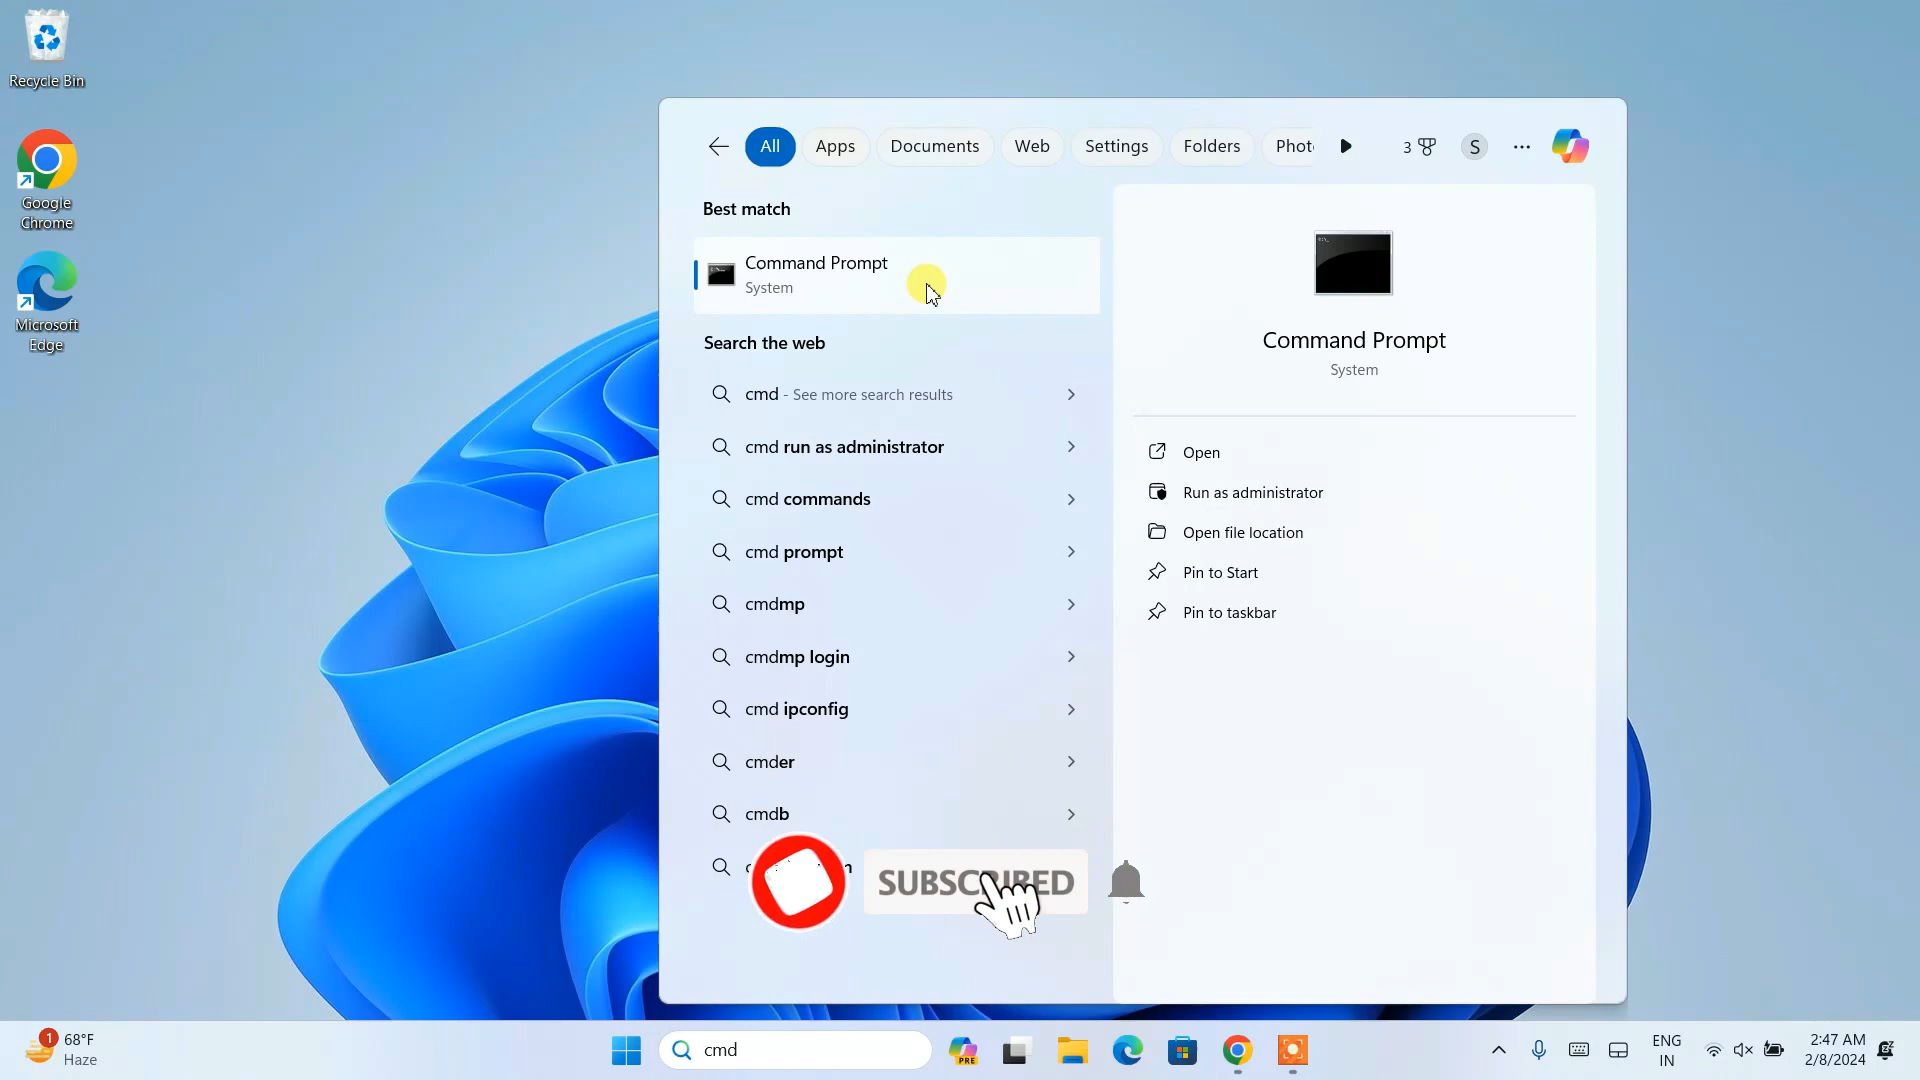 Recycle Bin
Google
Chrome
Microsoft
Edge
All
Apps
Documents
Web
Settings
Folders
Phot
3
S
Best match
Command Prompt
System
Search the web
cmd - See more search results
cmd run as administrator
cmd commands
cmd prompt
cmdmp
cmdmp login
cmd ipconfig
cmder
cmdb
SUBSCRIBED
Command Prompt
System
Open
Run as administrator
Open file location
Pin to Start
Pin to taskbar
1
68°F
Haze
cmd
PRE
ENG
IN
2:47 AM
2/8/2024